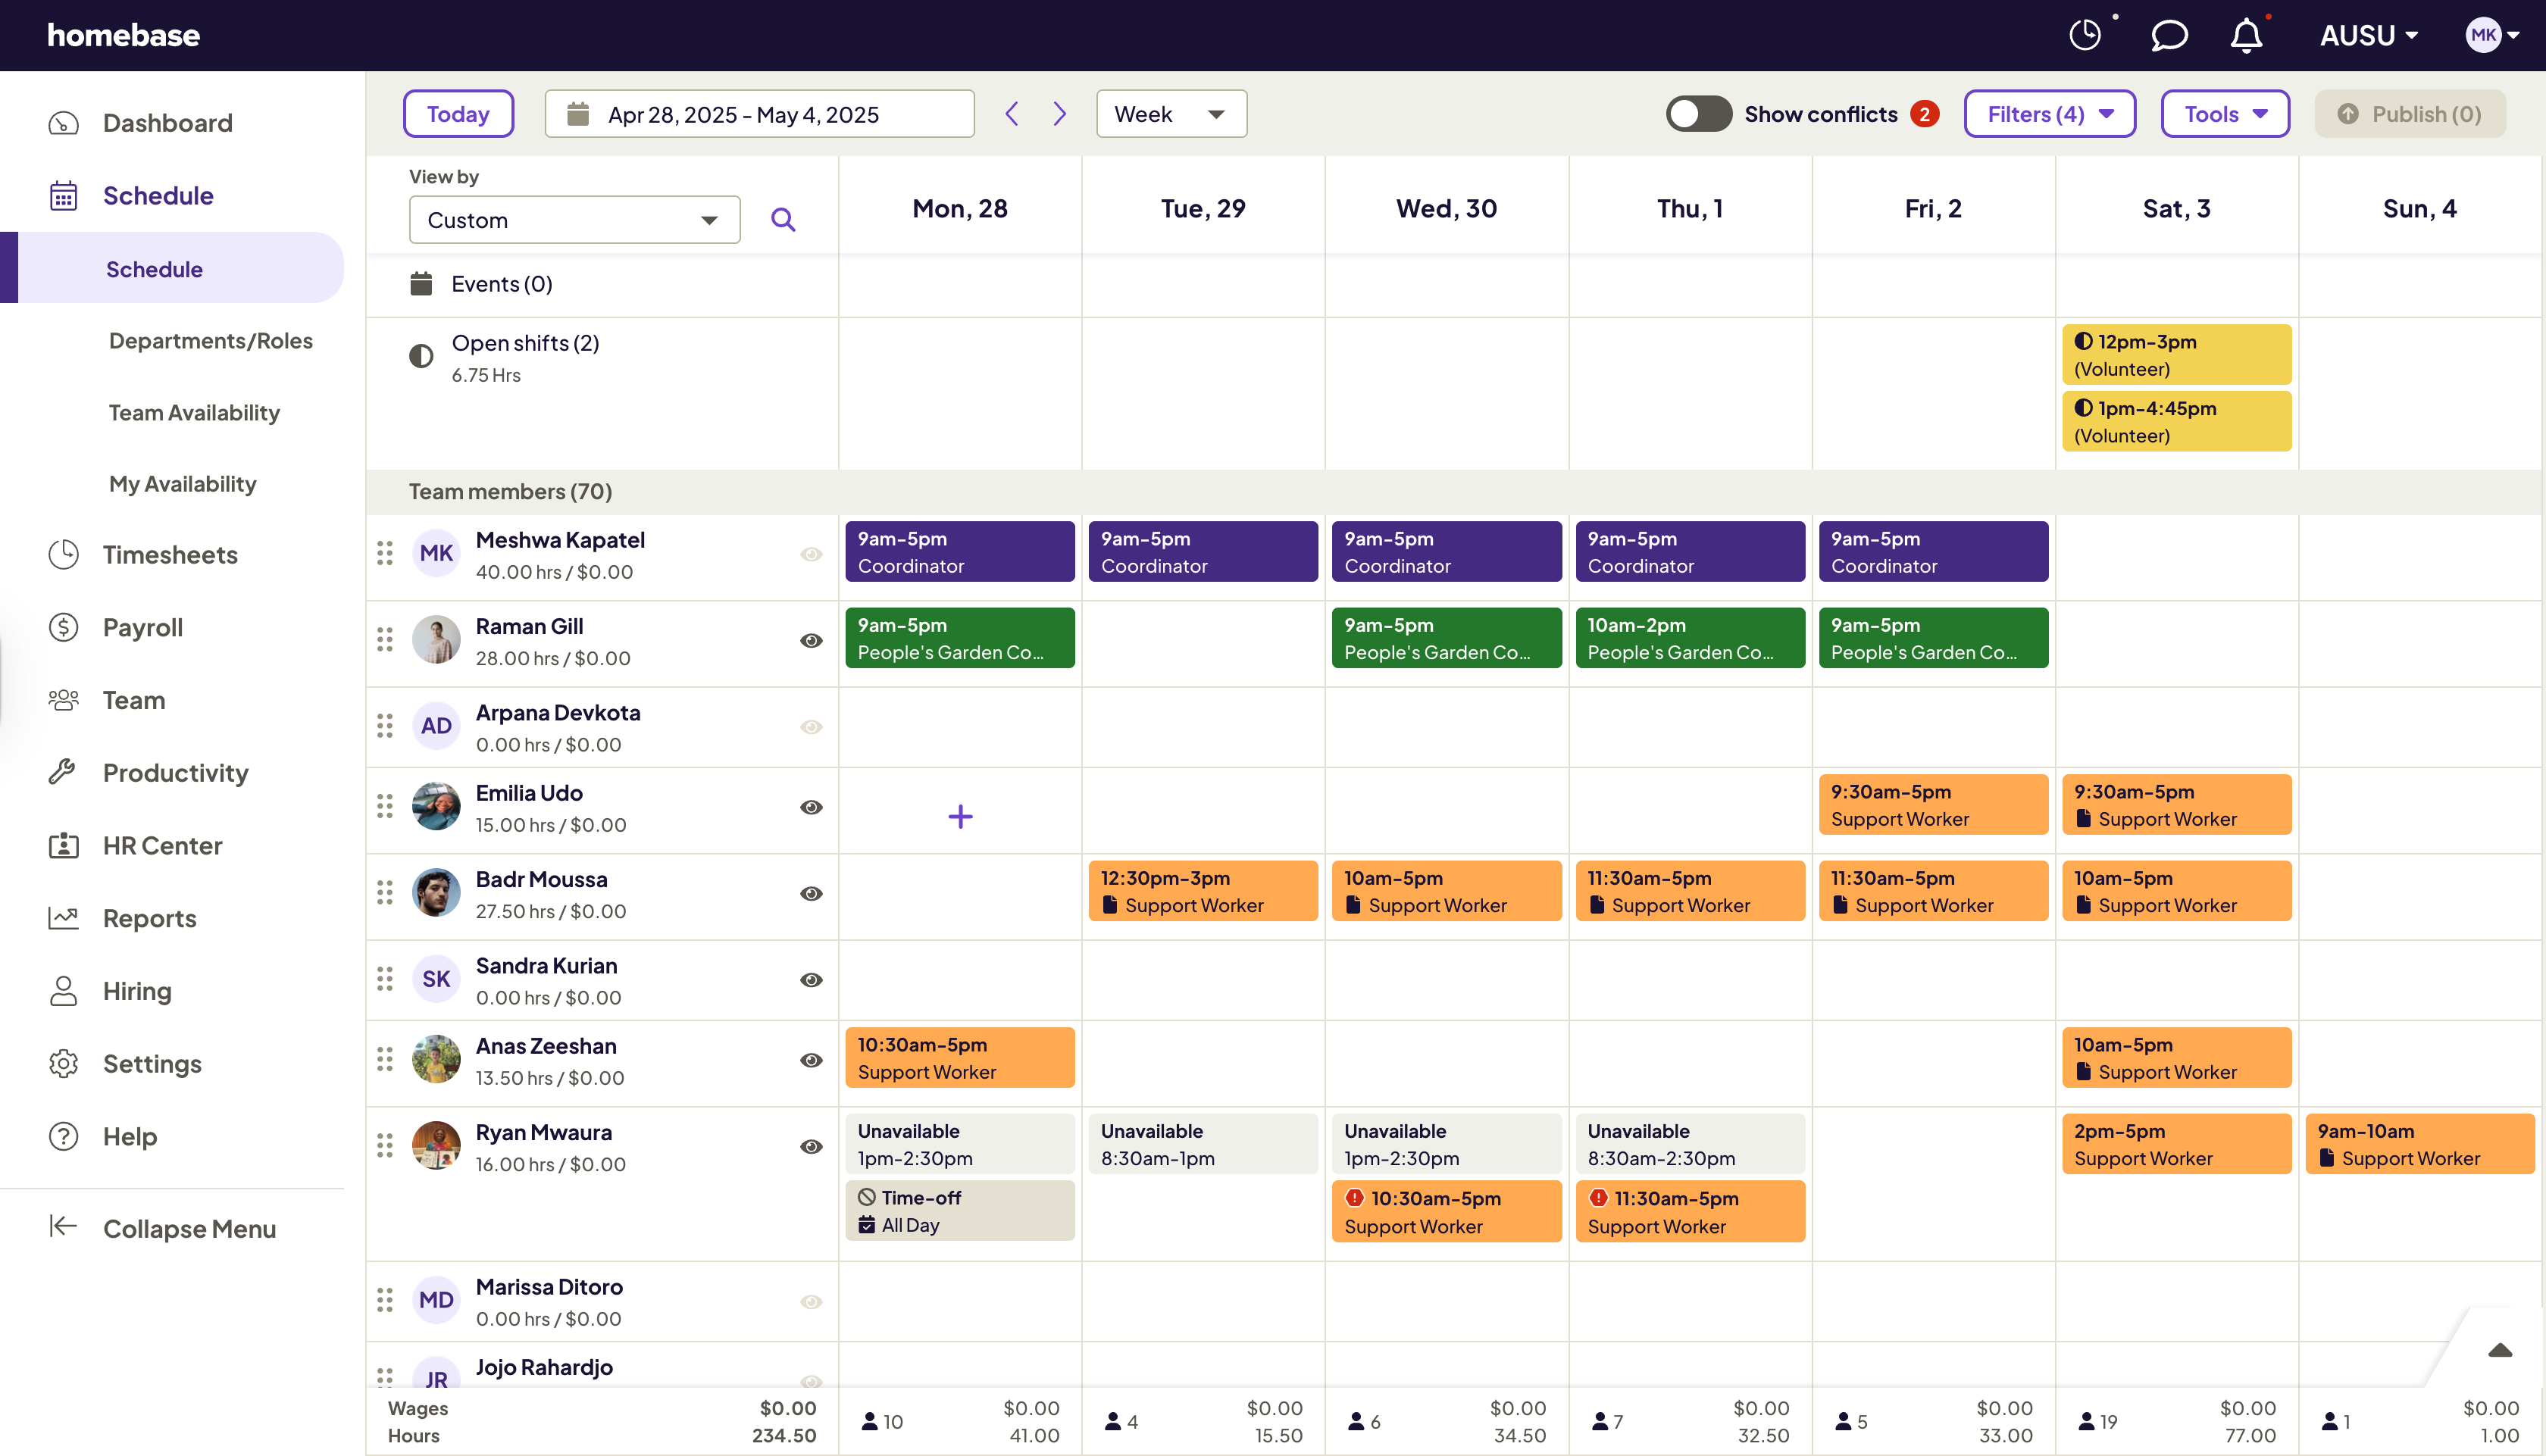 homebase
AUSU
MK
Dashboard
Schedule
Schedule
Departments/Roles
Team Availability
My Availability
Timesheets
Payroll
Team
Productivity
HR Center
Reports
Hiring
Settings
Help
Collapse Menu
Today
Apr 28, 2025 - May 4, 2025
Week
Show conflicts 2
Filters (4)
Tools
Publish (0)
View by
Custom
Mon, 28
Tue, 29
Wed, 30
Thu, 1
Fri, 2
Sat, 3
Sun, 4
Events (0)
Open shifts (2)
6.75 Hrs
12pm-3pm
(Volunteer)
1pm-4:45pm
(Volunteer)
Team members (70)
MK
Meshwa Kapatel
40.00 hrs / $0.00
9am-5pm
Coordinator
9am-5pm
Coordinator
9am-5pm
Coordinator
9am-5pm
Coordinator
9am-5pm
Coordinator
Raman Gill
28.00 hrs / $0.00
9am-5pm
People's Garden Co...
9am-5pm
People's Garden Co...
10am-2pm
People's Garden Co...
9am-5pm
People's Garden Co...
AD
Arpana Devkota
0.00 hrs / $0.00
Emilia Udo
15.00 hrs / $0.00
9:30am-5pm
Support Worker
9:30am-5pm
Support Worker
Badr Moussa
27.50 hrs / $0.00
12:30pm-3pm
Support Worker
10am-5pm
Support Worker
11:30am-5pm
Support Worker
11:30am-5pm
Support Worker
10am-5pm
Support Worker
SK
Sandra Kurian
0.00 hrs / $0.00
Anas Zeeshan
13.50 hrs / $0.00
10:30am-5pm
Support Worker
10am-5pm
Support Worker
Ryan Mwaura
16.00 hrs / $0.00
Unavailable
1pm-2:30pm
Time-off
All Day
Unavailable
8:30am-1pm
Unavailable
1pm-2:30pm
10:30am-5pm
Support Worker
Unavailable
8:30am-2:30pm
11:30am-5pm
Support Worker
2pm-5pm
Support Worker
9am-10am
Support Worker
MD
Marissa Ditoro
0.00 hrs / $0.00
JR
Jojo Rahardjo
Wages $0.00
Hours 234.50
10
$0.00
41.00
4
$0.00
15.50
6
$0.00
34.50
7
$0.00
32.50
5
$0.00
33.00
19
$0.00
77.00
1
$0.00
1.00